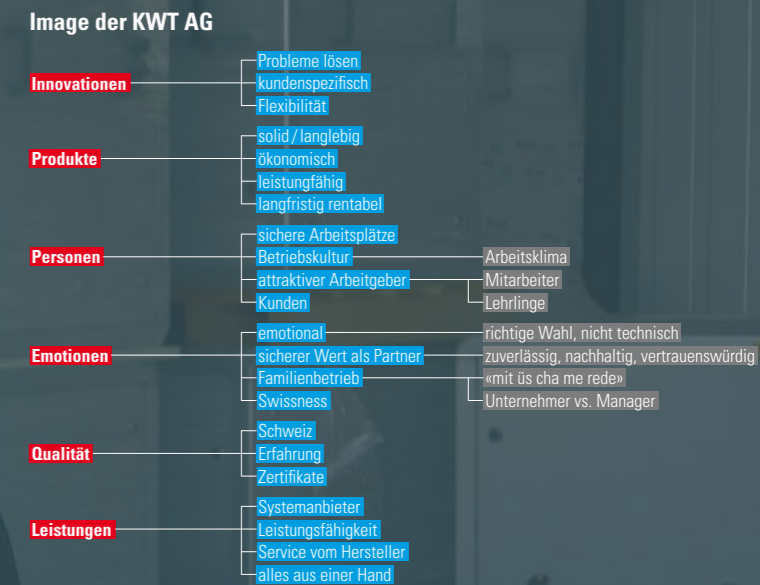 Image der KWT AG
Innovationen
Probleme lösen
kundenspezifisch
Flexibilität
Produkte
solid / langlebig
ökonomisch
leistungfähig
langfristig rentabel
Personen
sichere Arbeitsplätze
Betriebskultur
Arbeitsklima
attraktiver Arbeitgeber
Mitarbeiter
Lehrlinge
Kunden
Emotionen
emotional
richtige Wahl, nicht technisch
sicherer Wert als Partner
zuverlässig, nachhaltig, vertrauenswürdig
Familienbetrieb
«mit üs cha me rede»
Unternehmer vs. Manager
Swissness
Qualität
Schweiz
Erfahrung
Zertifikate
Leistungen
Systemanbieter
Leistungsfähigkeit
Service vom Hersteller
alles aus einer Hand